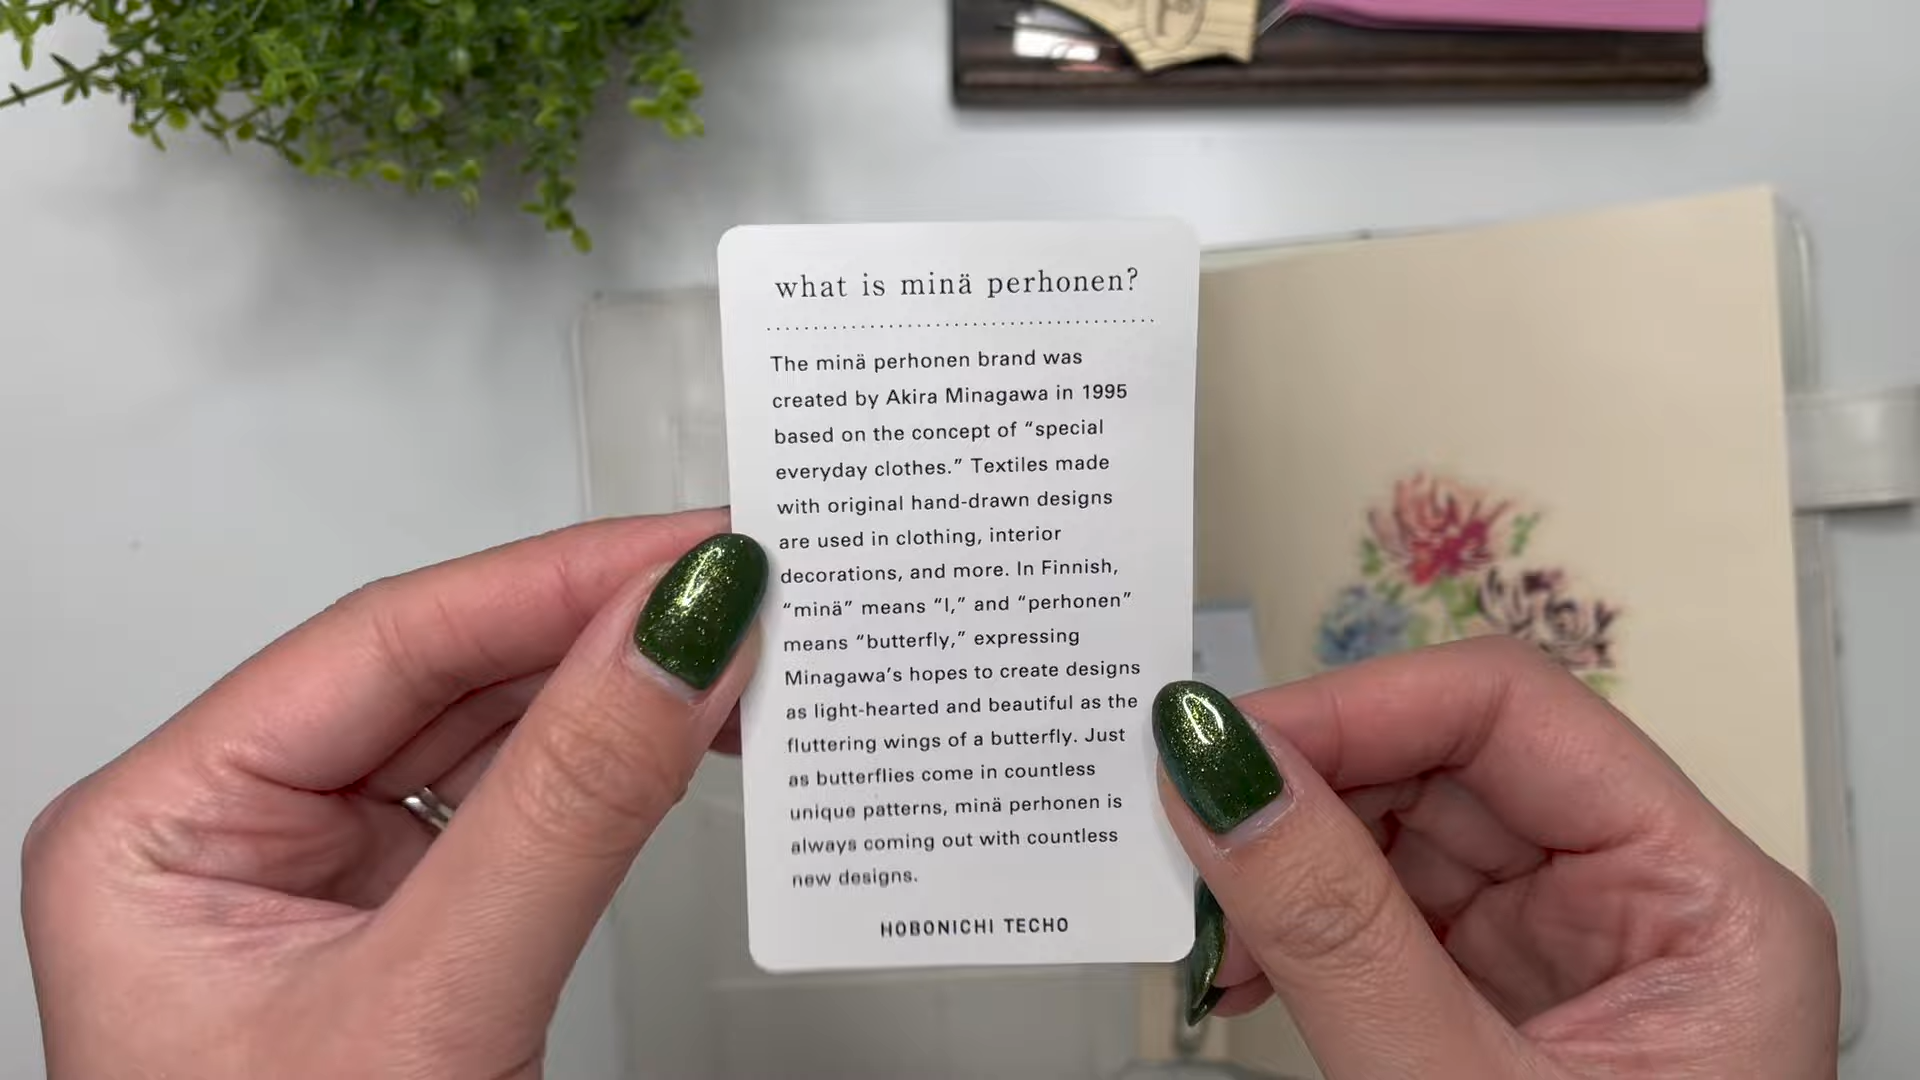 what is minä perhonen?
The minä perhonen brand was
created by Akira Minagawa in 1995
based on the concept of “special
everyday clothes.” Textiles made
with original hand-drawn designs
are used in clothing, interior
decorations, and more. In Finnish,
“minä” means “I,” and “perhonen”
means “butterfly,” expressing
Minagawa’s hopes to create designs
as light-hearted and beautiful as the
fluttering wings of a butterfly. Just
as butterflies come in countless
unique patterns, minä perhonen is
always coming out with countless
new designs.
HOBONICHI TECHO